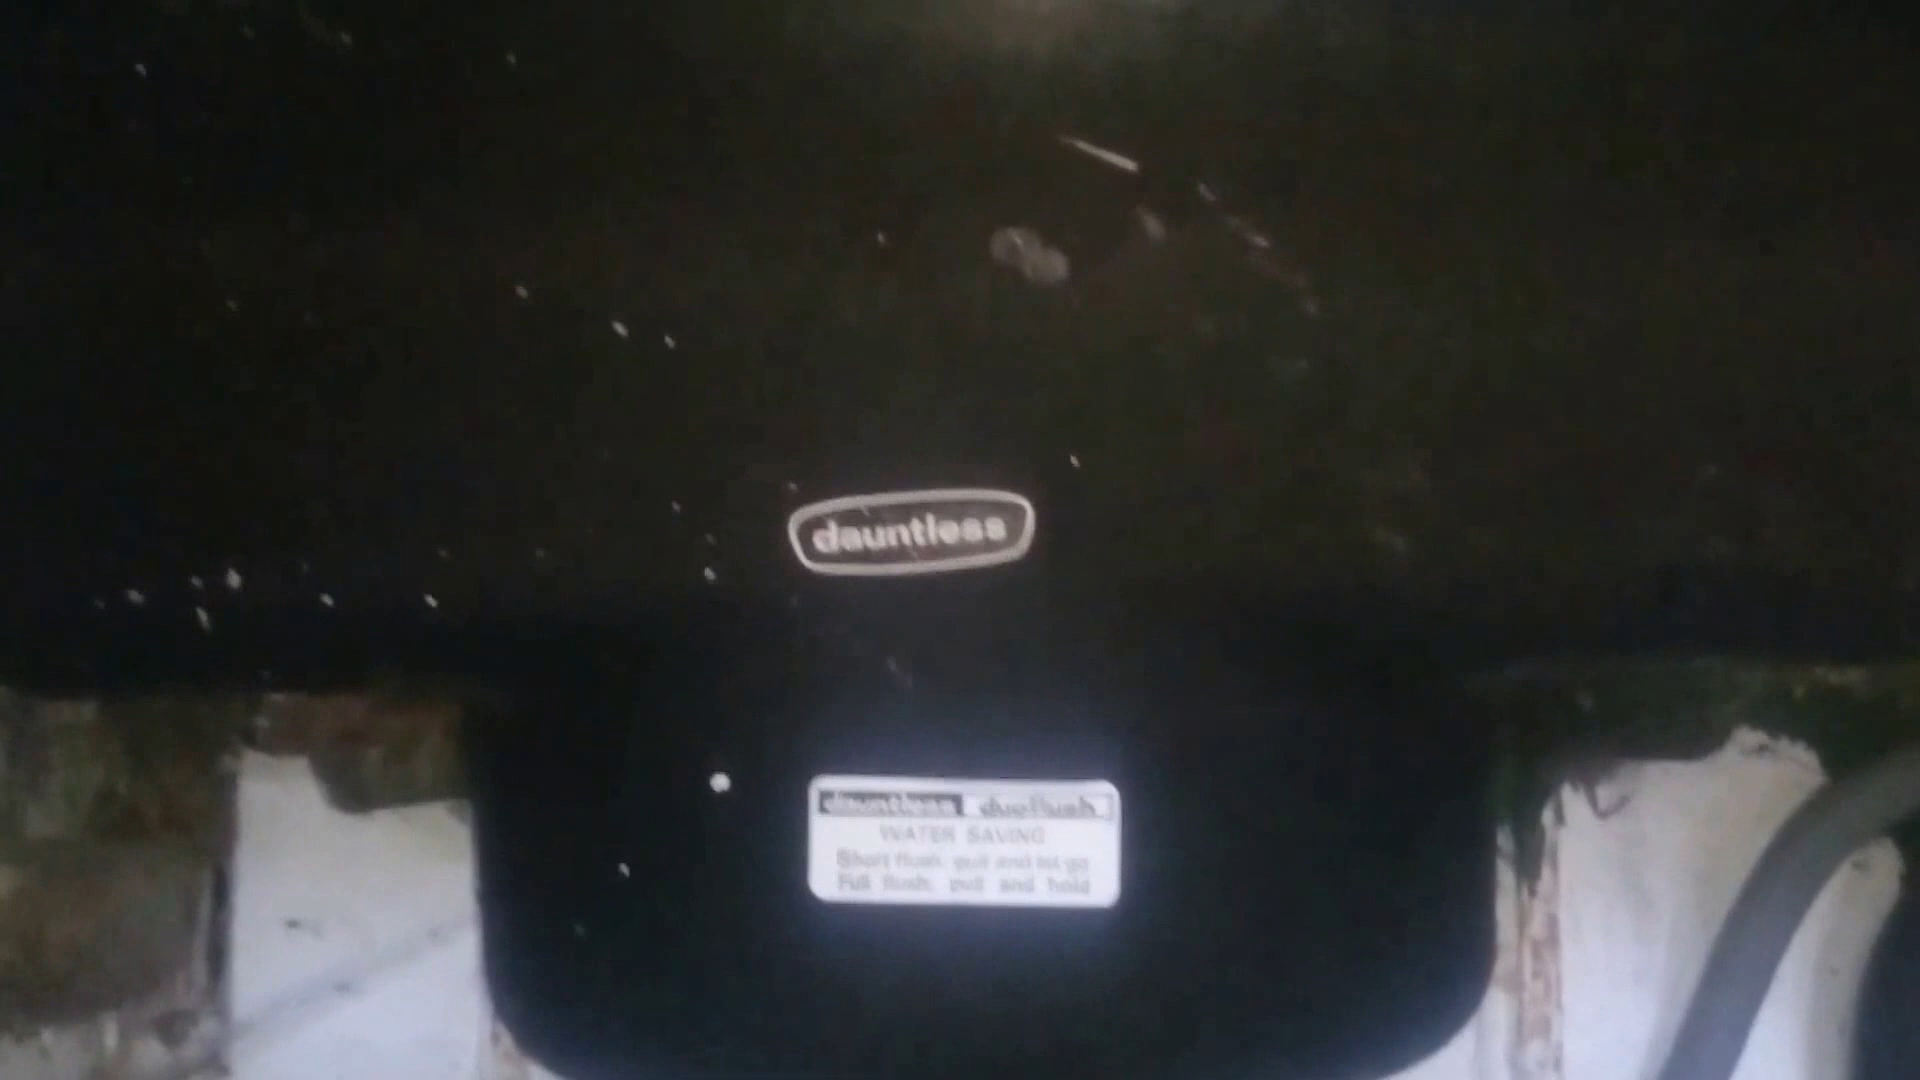 dauntless
dauntless duoflush
WATER SAVING
Short flush, pull and let go
Full flush, pull and hold